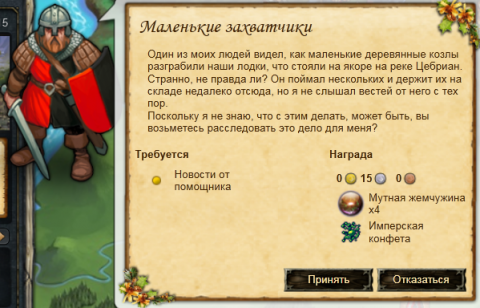 5
Маленькие захватчики
Один из моих людей видел, как маленькие деревянные козлы
разграбили наши лодки, что стояли на якоре на реке Цебриан.
Странно, не правда ли? Он поймал нескольких и держит их на
складе недалеко отсюда, но я не слышал вестей от него с тех
пор.
Поскольку я не знаю, что с этим делать, может быть, вы
возьметесь расследовать это дело для меня?
Требуется
Новости от
помощника
Награда
0 15 0
Мутная жемчужина
x4
Имперская
конфета
Принять
Отказаться